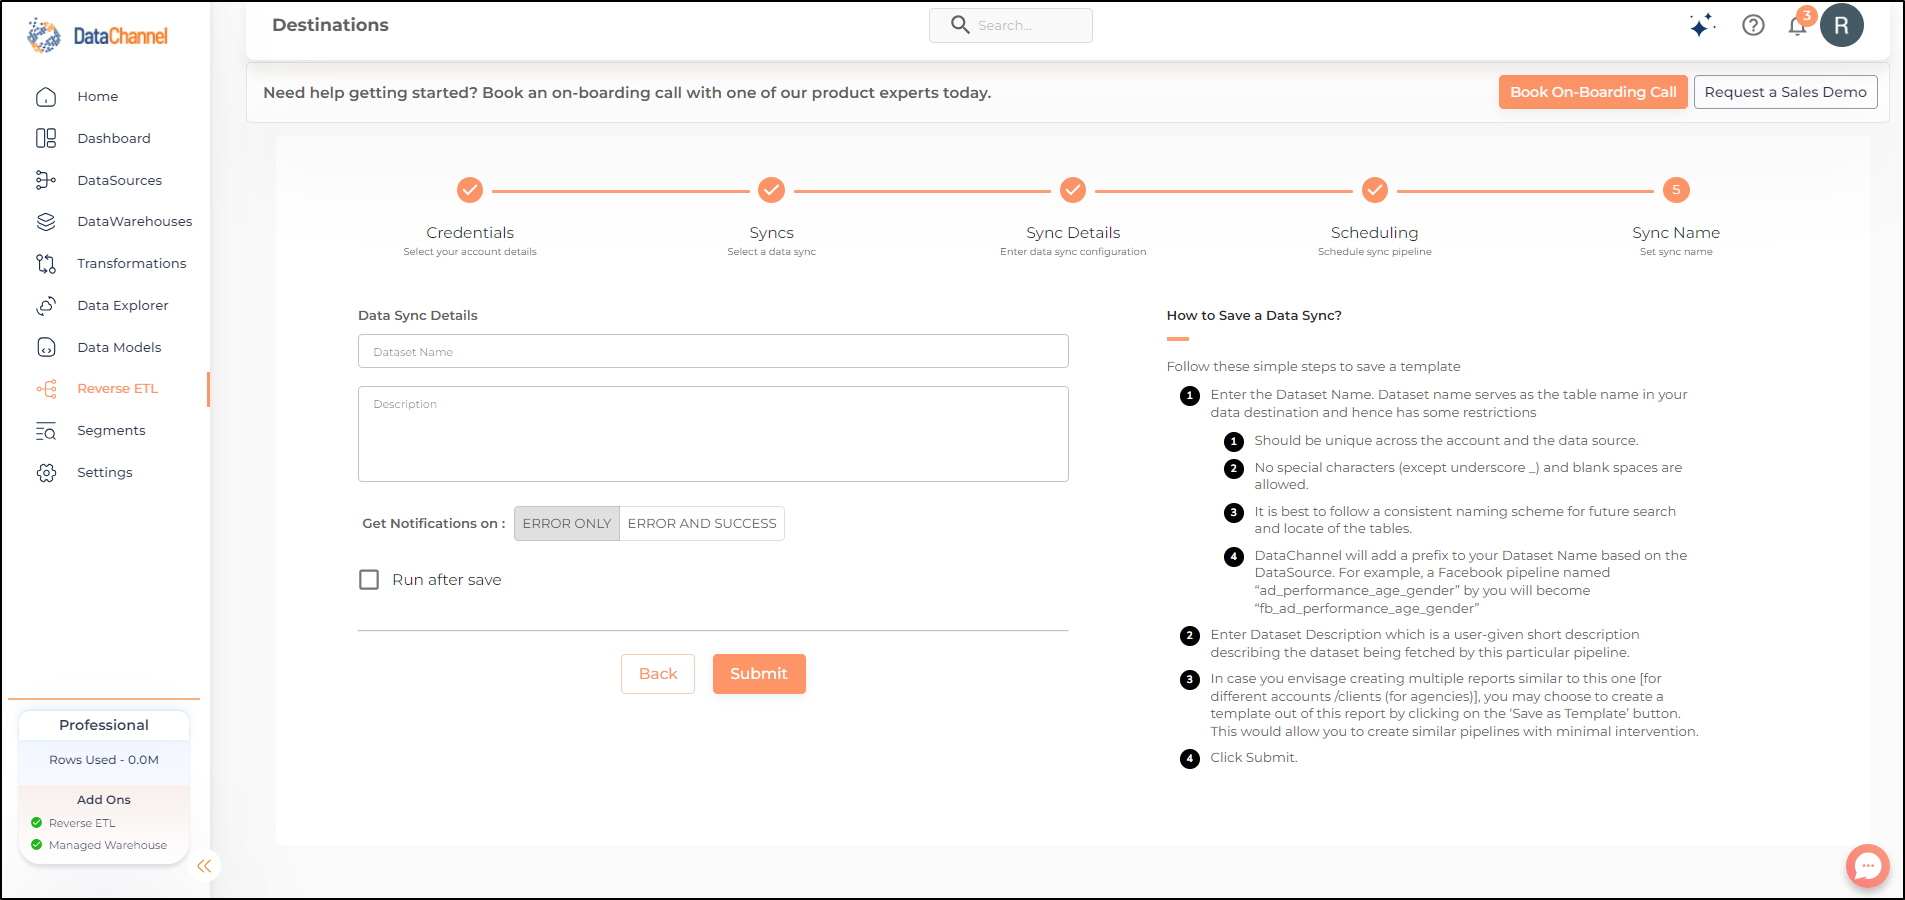 DataChannel
Destinations
Search...
3
R
Need help getting started? Book an on-boarding call with one of our product experts today.
Book On-Boarding Call
Request a Sales Demo
Home
Dashboard
DataSources
DataWarehouses
Transformations
Data Explorer
Data Models
Reverse ETL
Segments
Settings
Professional
Rows Used - 0.0M
Add Ons
Reverse ETL
Managed Warehouse
5
Credentials
Select your account details
Syncs
Select a data sync
Sync Details
Enter data sync configuration
Scheduling
Schedule sync pipeline
Sync Name
Set sync name
Data Sync Details
Dataset Name
Description
Get Notifications on :
ERROR ONLY
ERROR AND SUCCESS
Run after save
Back
Submit
How to Save a Data Sync?
Follow these simple steps to save a template
1 Enter the Dataset Name. Dataset name serves as the table name in your
data destination and hence has some restrictions
1 Should be unique across the account and the data source.
2 No special characters (except underscore _) and blank spaces are
allowed.
3 It is best to follow a consistent naming scheme for future search
and locate of the tables.
4 DataChannel will add a prefix to your Dataset Name based on the
DataSource. For example, a Facebook pipeline named
“ad_performance_age_gender” by you will become
“fb_ad_performance_age_gender”
2 Enter Dataset Description which is a user-given short description
describing the dataset being fetched by this particular pipeline.
3 In case you envisage creating multiple reports similar to this one [for
different accounts /clients (for agencies)], you may choose to create a
template out of this report by clicking on the ‘Save as Template’ button.
This would allow you to create similar pipelines with minimal intervention.
4 Click Submit.